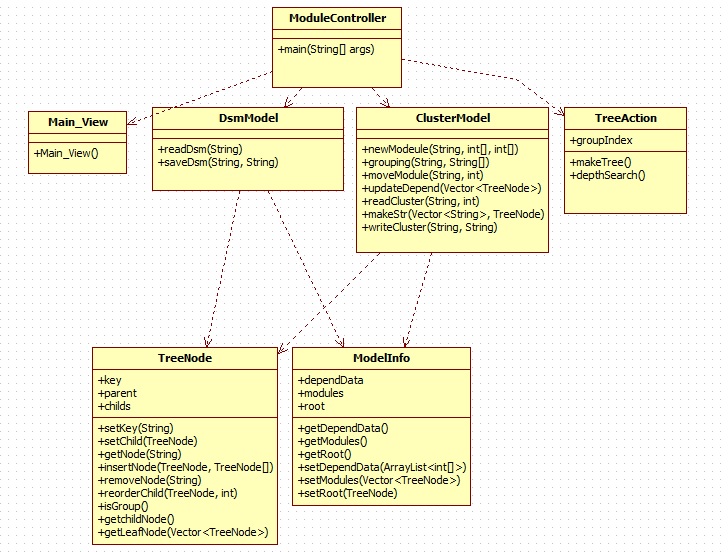 ModuleController
+main(String[] args)
Main_View
+Main_View()
DsmModel
+readDsm(String)
+saveDsm(String, String)
ClusterModel
+newModeule(String, int[], int[])
+grouping(String, String[])
+moveModule(String, int)
+updateDepend(Vector<TreeNode>)
+readCluster(String, int)
+makeStr(Vector<String>, TreeNode)
+writeCluster(String, String)
TreeAction
+groupIndex
+makeTree()
+depthSearch()
TreeNode
+key
+parent
+childs
+setKey(String)
+setChild(TreeNode)
+getNode(String)
+insertNode(TreeNode, TreeNode[])
+removeNode(String)
+reorderChild(TreeNode, int)
+isGroup()
+getchildNode()
+getLeafNode(Vector<TreeNode>)
ModelInfo
+dependData
+modules
+root
+getDependData()
+getModules()
+getRoot()
+setDependData(ArrayList<int[]>)
+setModules(Vector<TreeNode>)
+setRoot(TreeNode)